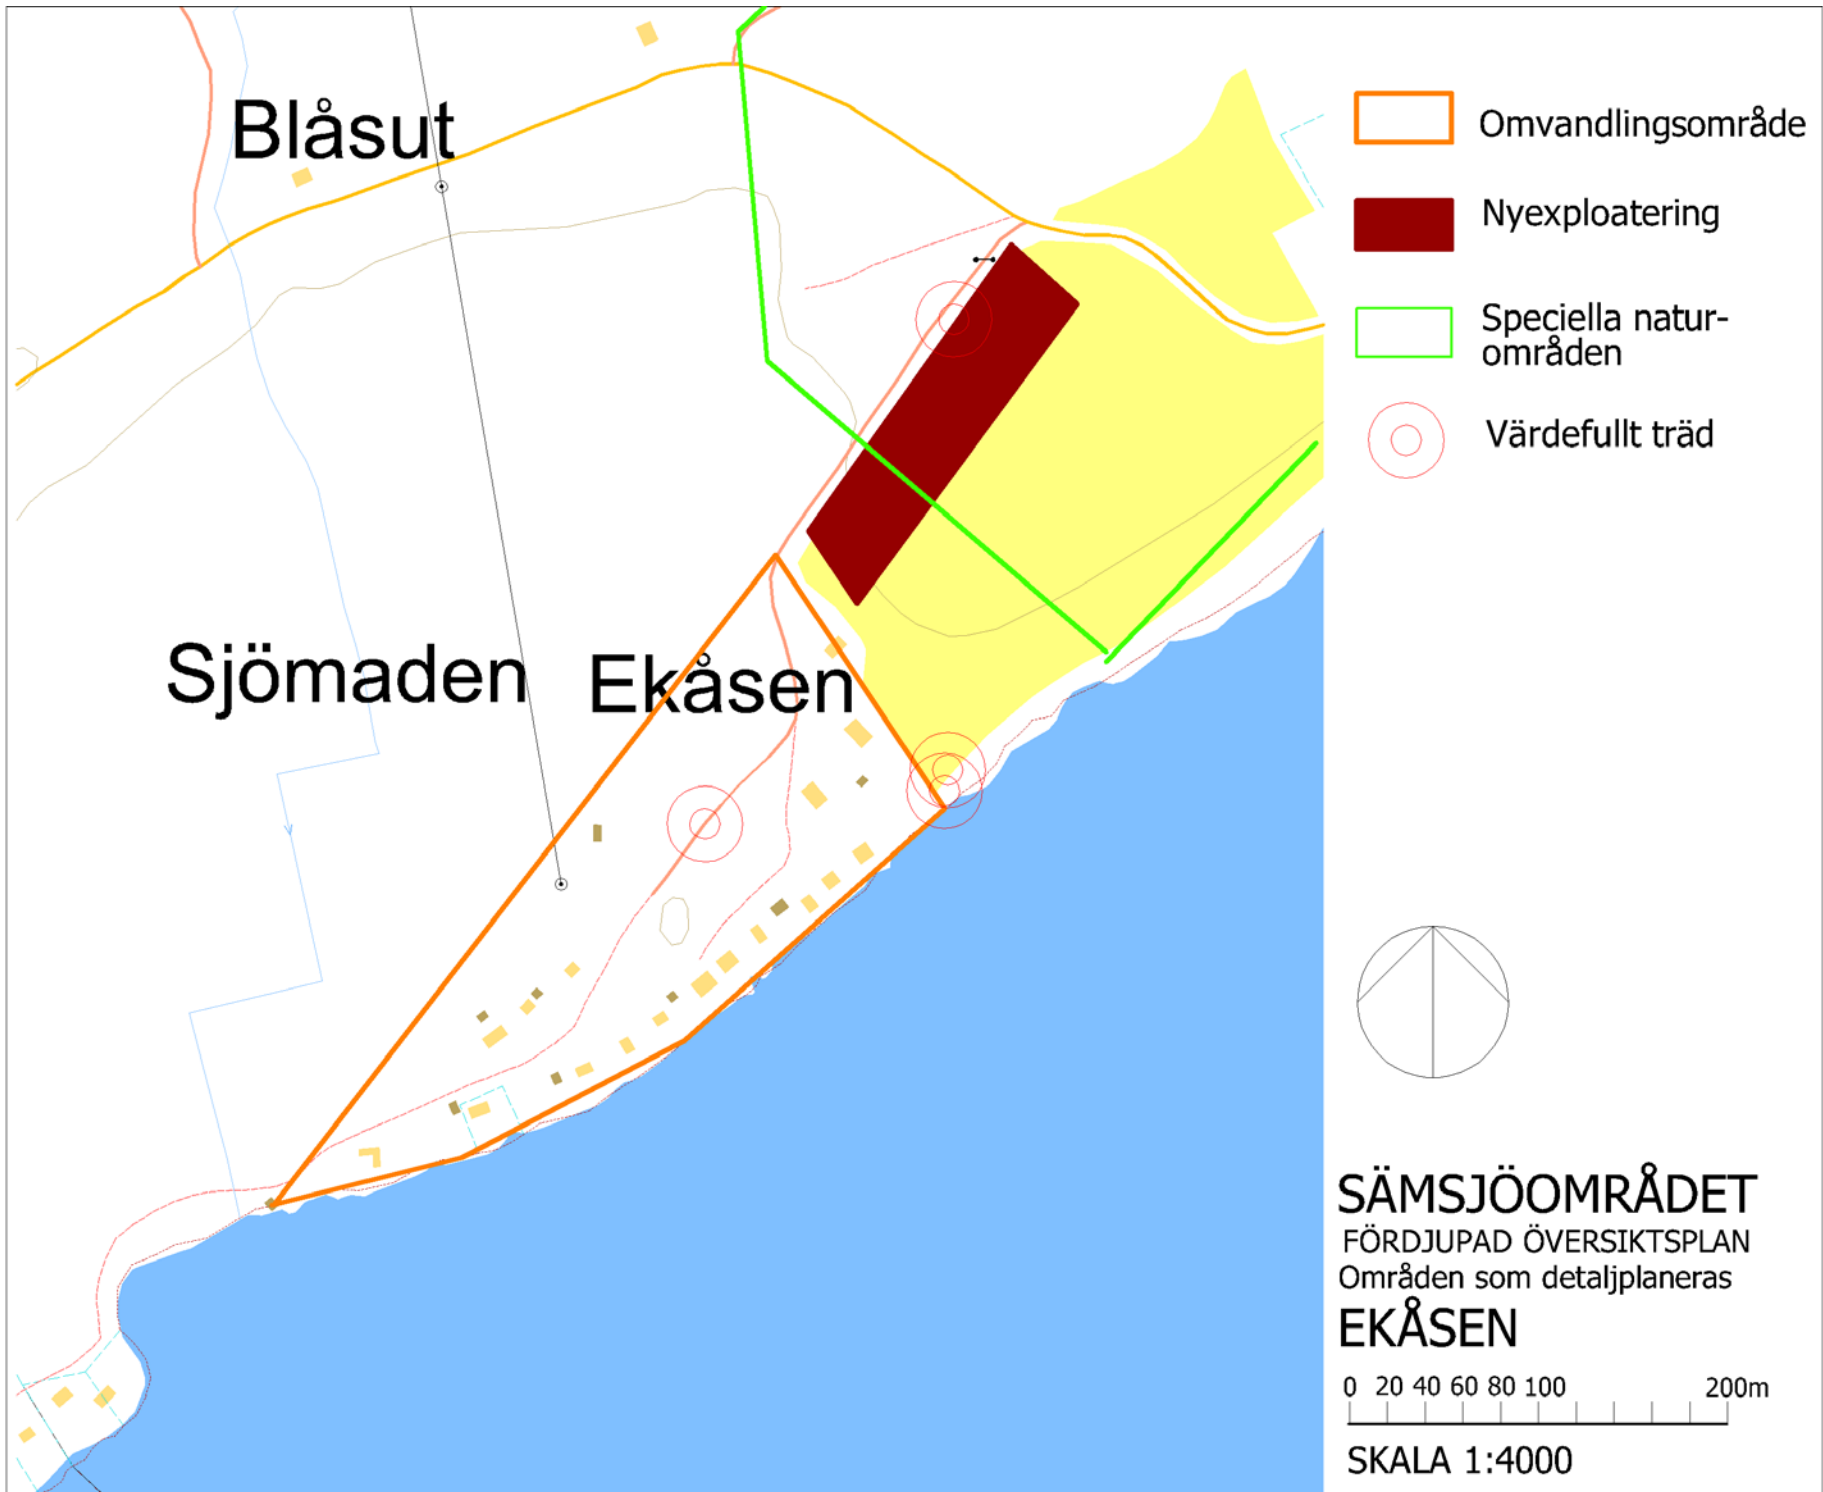 Blåsut
Sjömaden
Ekåsen
Omvandlingsområde
Nyexploatering
Speciella natur-
områden
Värdefullt träd
SÄMSJÖOMRÅDET
FÖRDJUPAD ÖVERSIKTSPLAN
Områden som detaljplaneras
EKÅSEN
0 20 40 60 80 100 200m
SKALA 1:4000